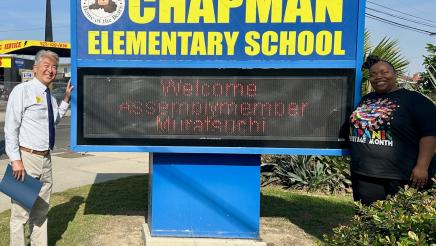 CHAPMAN
ELEMENTARY SCHOOL
Welcome
Assemblymember
Muratsuchi